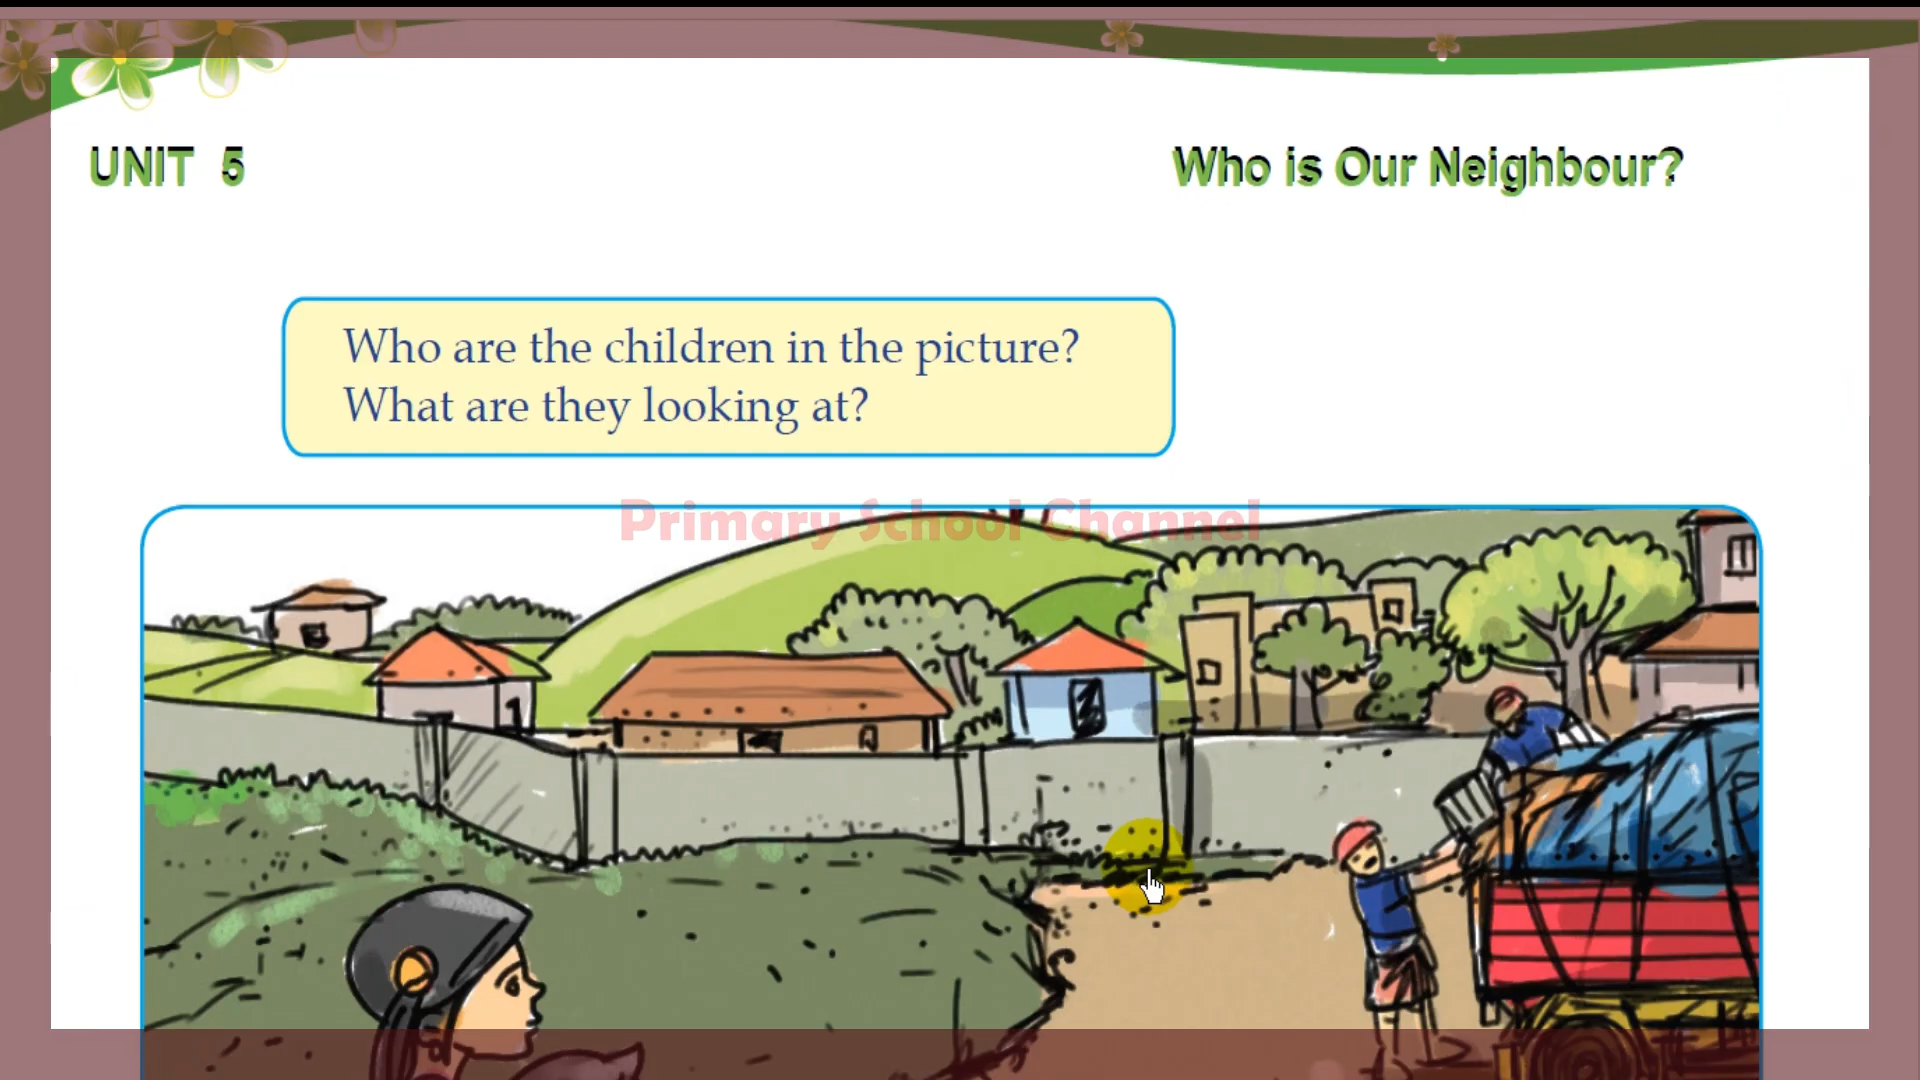 UNIT 5
Who is Our Neighbour?
Who are the children in the picture?
What are they looking at?
Primary School Channel